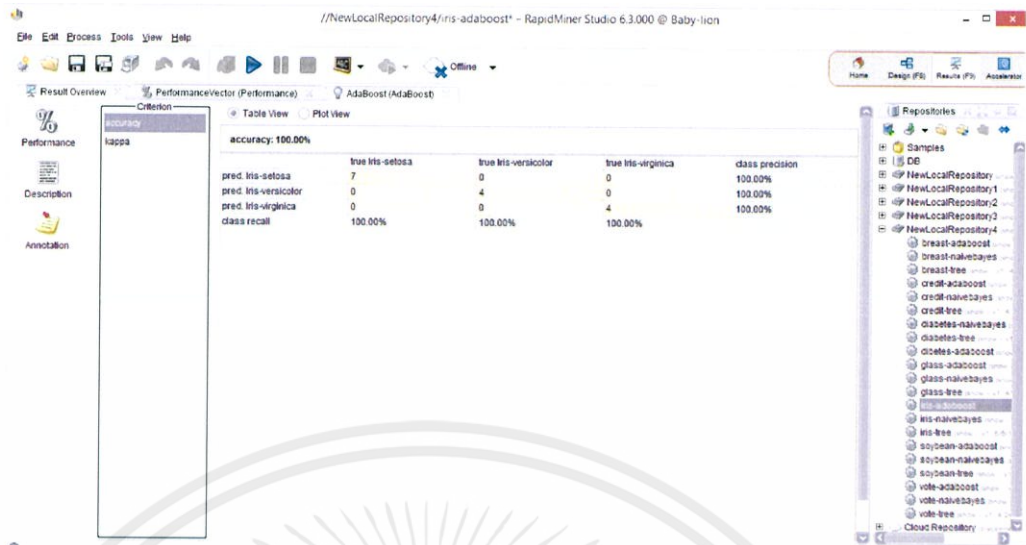 //NewLocalRepository4/iris-adaboost* – RapidMiner Studio 6.3.000 @ Baby-lion
File Edit Process Tools View Help
Offline
Home Design (F8) Results (F9) Accelerator
Result Overview PerformanceVector (Performance) AdaBoost (AdaBoost)
Performance
Description
Annotation
Criterion
accuracy
kappa
Table View Plot View
accuracy: 100.00%
true Iris-setosa true Iris-versicolor true Iris-virginica class precision
pred. Iris-setosa 7 0 0 100.00%
pred. Iris-versicolor 0 4 0 100.00%
pred. Iris-virginica 0 0 4 100.00%
class recall 100.00% 100.00% 100.00%
Repositories
Samples
DB
NewLocalRepository
NewLocalRepository1
NewLocalRepository2
NewLocalRepository3
NewLocalRepository4
breast-adaboost
breast-naivebayes
breast-tree
credit-adaboost
credit-naivebayes
credit-tree
diabetes-naivebayes
diabetes-tree
dibetes-adaboost
glass-adaboost
glass-naivebayes
glass-tree
iris-adaboost
iris-naivebayes
iris-tree
soybean-adaboost
soybean-naivebayes
soybean-tree
vote-adaboost
vote-naivebayes
vote-tree
Cloud Repository